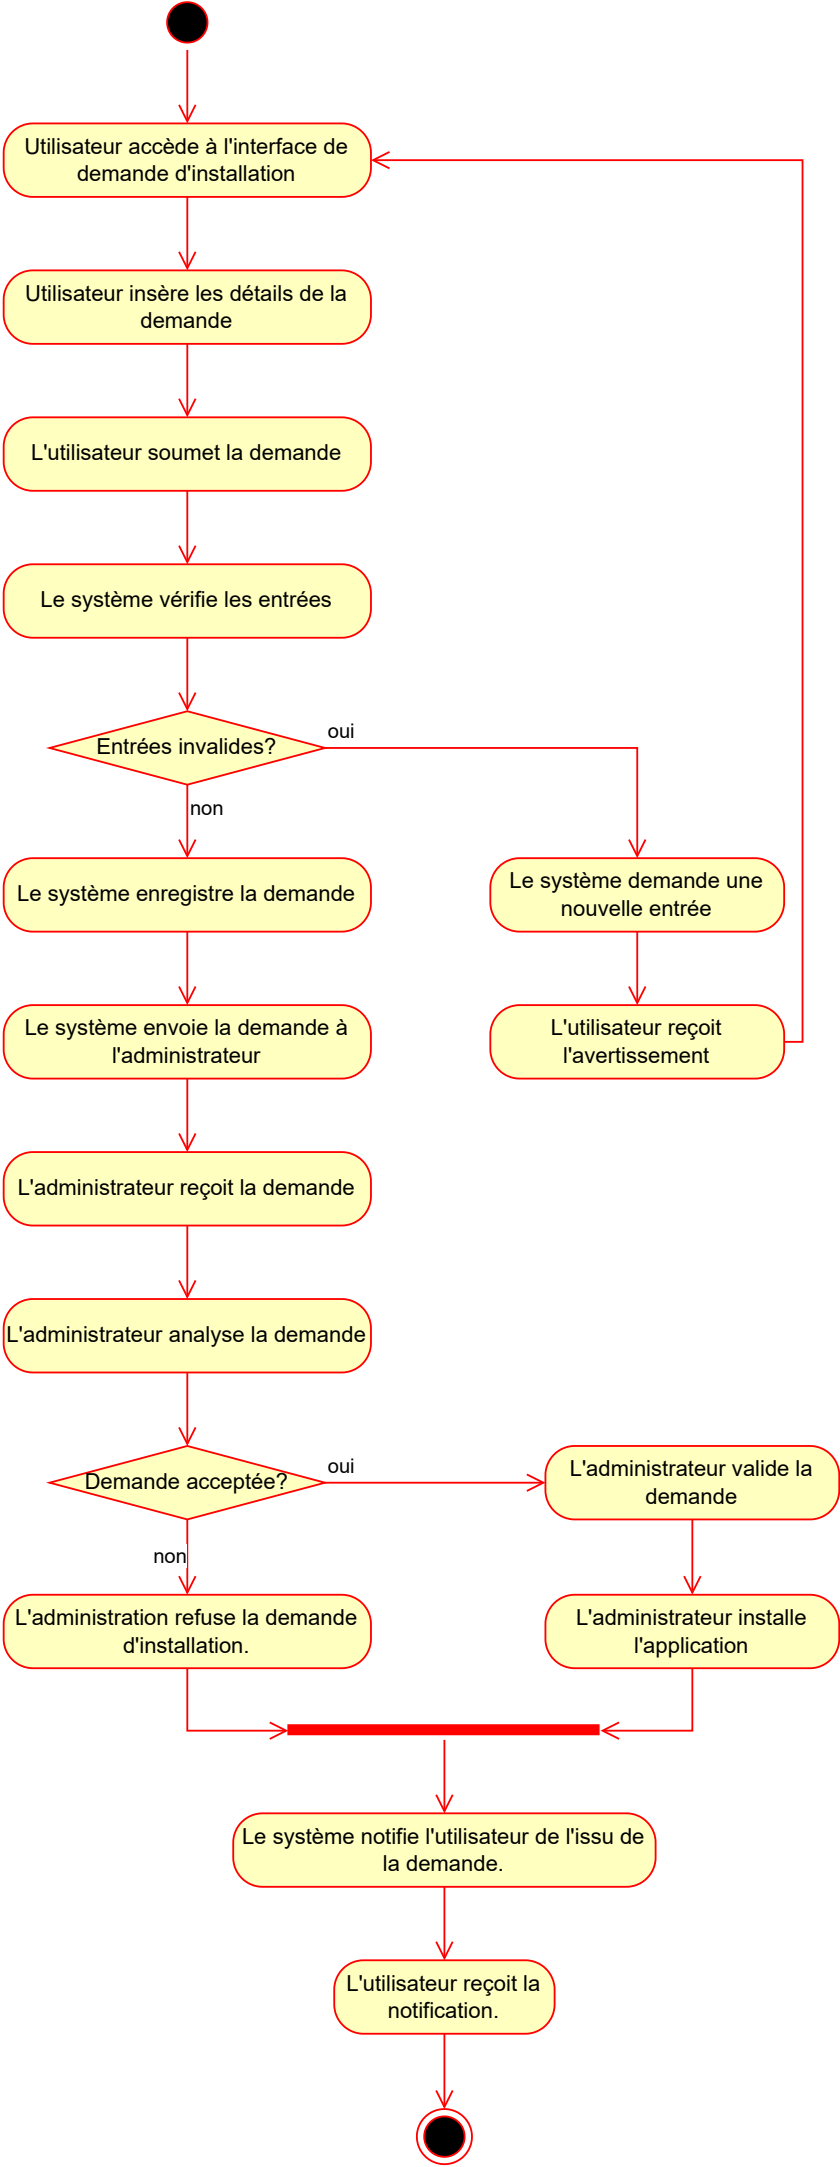 Utilisateur accède à l'interface de
demande d'installation
Utilisateur insère les détails de la
demande
L'utilisateur soumet la demande
Le système vérifie les entrées
Entrées invalides?
oui
non
Le système enregistre la demande
Le système demande une
nouvelle entrée
Le système envoie la demande à
l'administrateur
L'utilisateur reçoit
l'avertissement
L'administrateur reçoit la demande
L'administrateur analyse la demande
Demande acceptée?
oui
L'administrateur valide la
demande
non
L'administration refuse la demande
d'installation.
L'administrateur installe
l'application
Le système notifie l'utilisateur de l'issu de
la demande.
L'utilisateur reçoit la
notification.